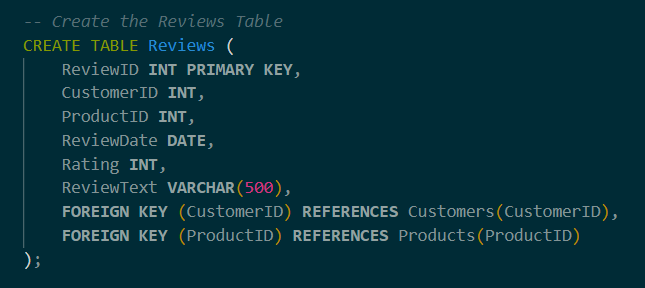 -- Create the Reviews Table
CREATE TABLE Reviews (
    ReviewID INT PRIMARY KEY,
    CustomerID INT,
    ProductID INT,
    ReviewDate DATE,
    Rating INT,
    ReviewText VARCHAR(500),
    FOREIGN KEY (CustomerID) REFERENCES Customers(CustomerID),
    FOREIGN KEY (ProductID) REFERENCES Products(ProductID)
);